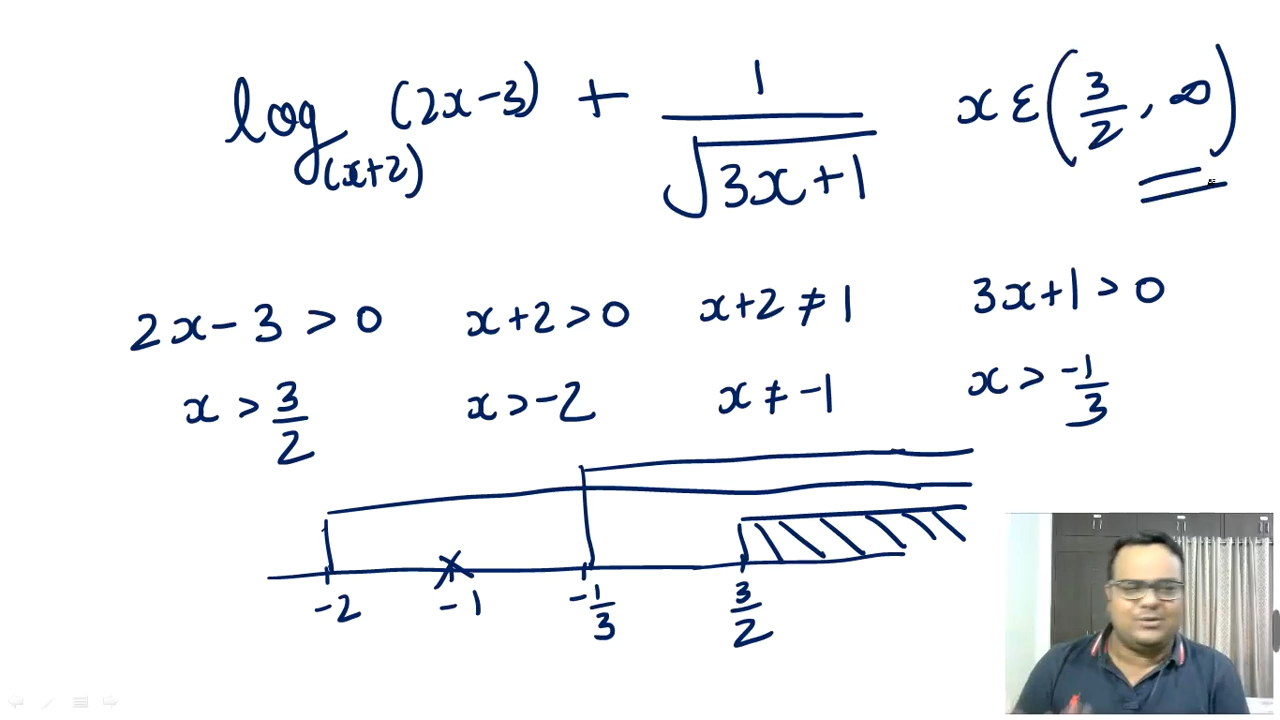 log_(x+2) (2x-3) + 1/√(3x+1) x ε (3/2, ∞)
2x-3 > 0 x+2 > 0 x+2 ≠ 1 3x+1 > 0
x > 3/2 x > -2 x ≠ -1 x > -1/3
-2 -1 -1/3 3/2